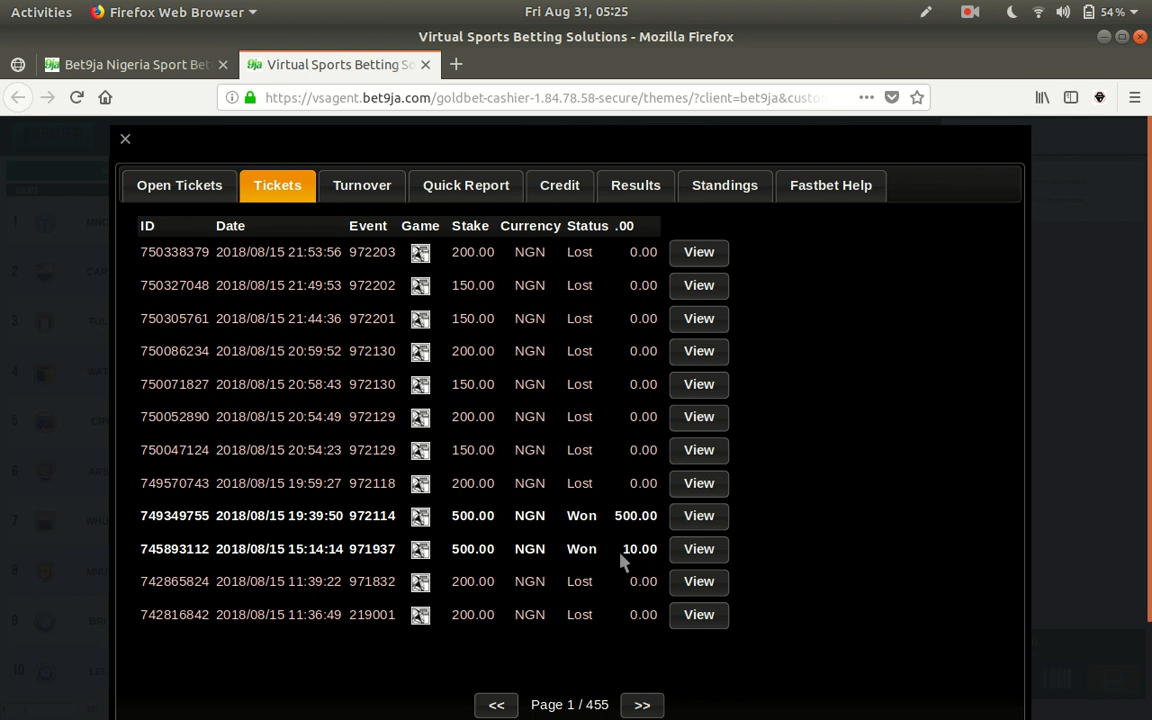 Activities Firefox Web Browser Fri Aug 31, 05:25 54%
Virtual Sports Betting Solutions - Mozilla Firefox
Bet9ja Nigeria Sport Bet Virtual Sports Betting So
https://vsagent.bet9ja.com/goldbet-cashier-1.84.78.58-secure/themes/?client=bet9ja&custo
Open Tickets Tickets Turnover Quick Report Credit Results Standings Fastbet Help
ID Date Event Game Stake Currency Status .00
750338379 2018/08/15 21:53:56 972203 200.00 NGN Lost 0.00 View
750327048 2018/08/15 21:49:53 972202 150.00 NGN Lost 0.00 View
750305761 2018/08/15 21:44:36 972201 150.00 NGN Lost 0.00 View
750086234 2018/08/15 20:59:52 972130 200.00 NGN Lost 0.00 View
750071827 2018/08/15 20:58:43 972130 150.00 NGN Lost 0.00 View
750052890 2018/08/15 20:54:49 972129 200.00 NGN Lost 0.00 View
750047124 2018/08/15 20:54:23 972129 150.00 NGN Lost 0.00 View
749570743 2018/08/15 19:59:27 972118 200.00 NGN Lost 0.00 View
749349755 2018/08/15 19:39:50 972114 500.00 NGN Won 500.00 View
745893112 2018/08/15 15:14:14 971937 500.00 NGN Won 10.00 View
742865824 2018/08/15 11:39:22 971832 200.00 NGN Lost 0.00 View
742816842 2018/08/15 11:36:49 219001 200.00 NGN Lost 0.00 View
<< Page 1 / 455 >>